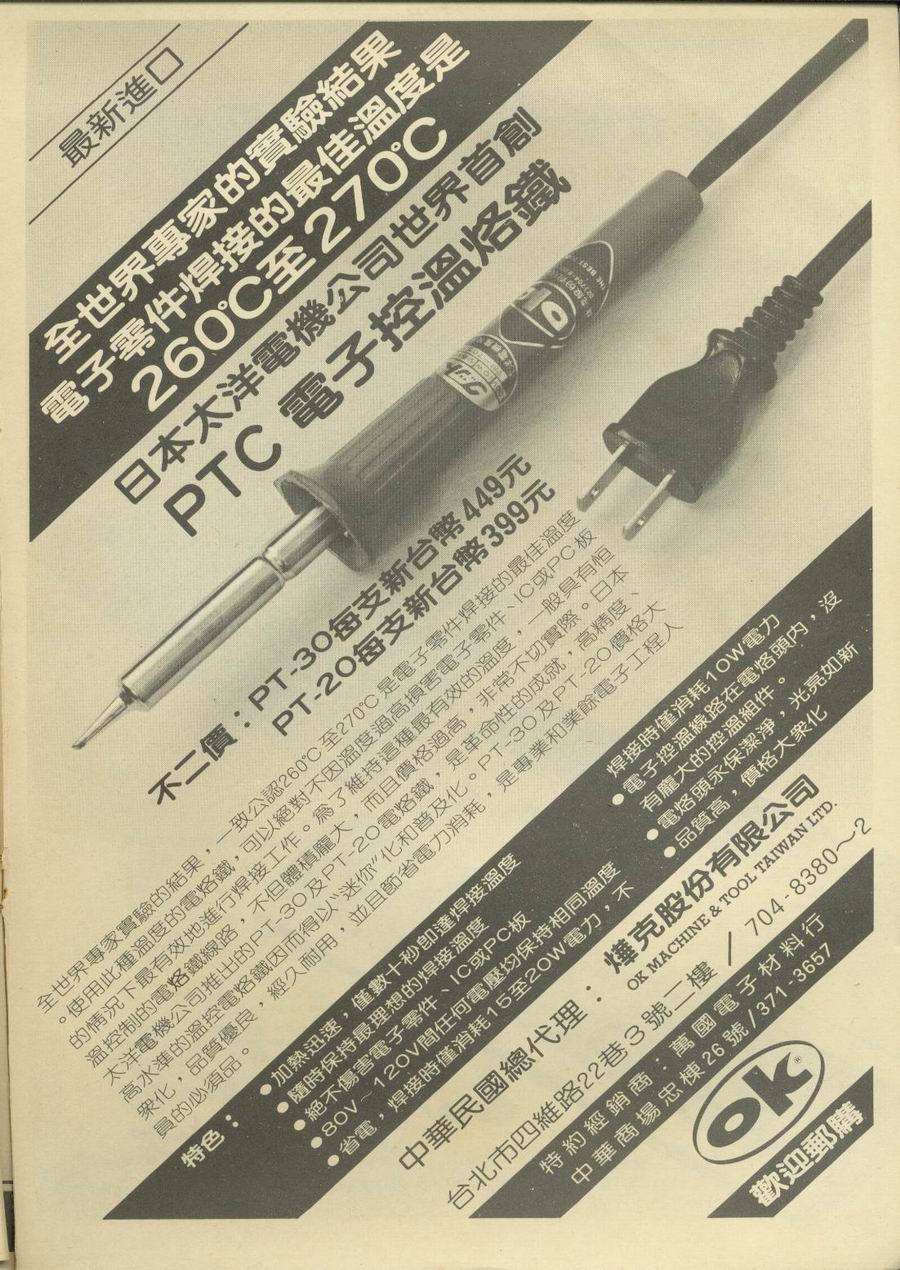 最新進口
全世界專家的實驗結果
電子零件焊接的最佳溫度是
260℃至270℃
日本太洋電機公司世界首創
PTC 電子控溫烙鐵
不二價：PT-30每支新台幣449元
PT-20每支新台幣399元
全世界專家實驗的結果，一致公認260℃至270℃是電子零件焊接的最佳溫度
。使用此種溫度的電烙鐵，可以絕對不因溫度過高損害電子零件、IC或PC板
的情況下最有效地進行焊接工作。為了維持這種最有效的溫度，一般具有恒
溫控制的電烙鐵線路，不但體積龐大，而且價格過高，非常不切實際。日本
太洋電機公司推出的PT-30及PT-20電烙鐵，是革命性的成就，高精度、
高水準的溫控電烙鐵因而得以“迷你”化和普及化。PT-30及PT-20價格大
衆化，品質優良，經久耐用，並且節省電力消耗，是專業和業餘電子工程人
員的必須品。
特色：
●加熱迅速，僅數十秒即達焊接溫度
●隨時保持最理想的焊接溫度
絕不傷害電子零件、IC或PC板
●80V～120V間任何電壓均保持相同溫度
●省電，焊接時僅消耗15至20W電力，不
焊接時僅消耗10W電力
●電子控溫線路在電烙頭内，沒
有龐大的控溫組件。
●電烙頭永保潔淨，光亮如新
●品質高，價格大衆化
中華民國總代理：燁克股份有限公司
OK MACHINE & TOOL TAIWAN LTD.
台北市四維路22巷3號二樓／704-8380～2
特約經銷商：萬國電子材料行
中華商場忠棟26號／371-3657
ok®
歡迎郵購